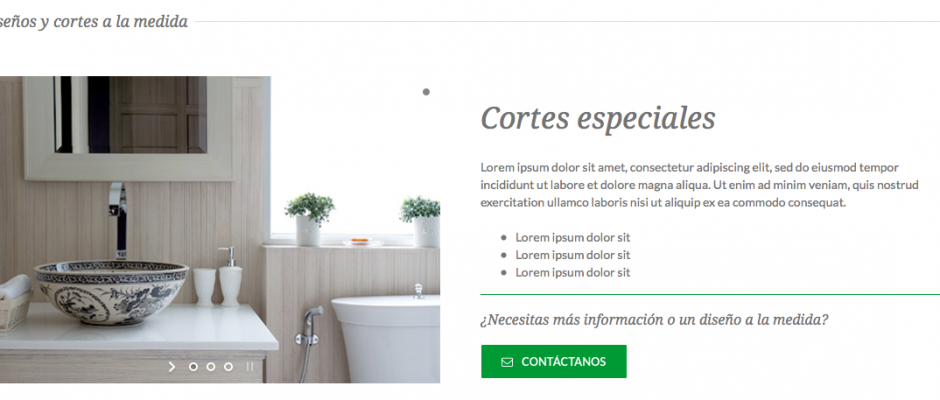 seños y cortes a la medida
Cortes especiales
Lorem ipsum dolor sit amet, consectetur adipiscing elit, sed do eiusmod tempor
incididunt ut labore et dolore magna aliqua. Ut enim ad minim veniam, quis nostrud
exercitation ullamco laboris nisi ut aliquip ex ea commodo consequat.
Lorem ipsum dolor sit
Lorem ipsum dolor sit
Lorem ipsum dolor sit
¿Necesitas más información o un diseño a la medida?
CONTÁCTANOS